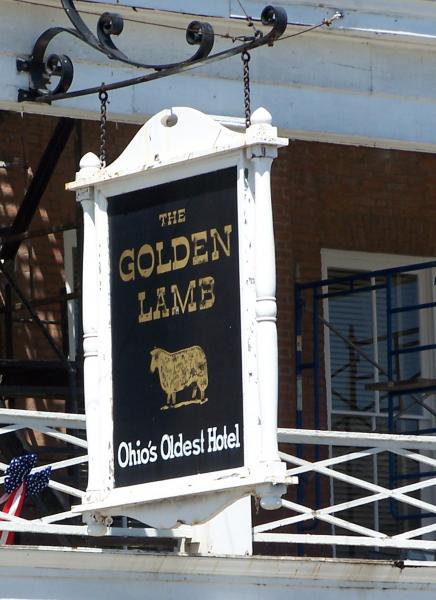 THE
GOLDEN
LAMB
Ohio's Oldest Hotel